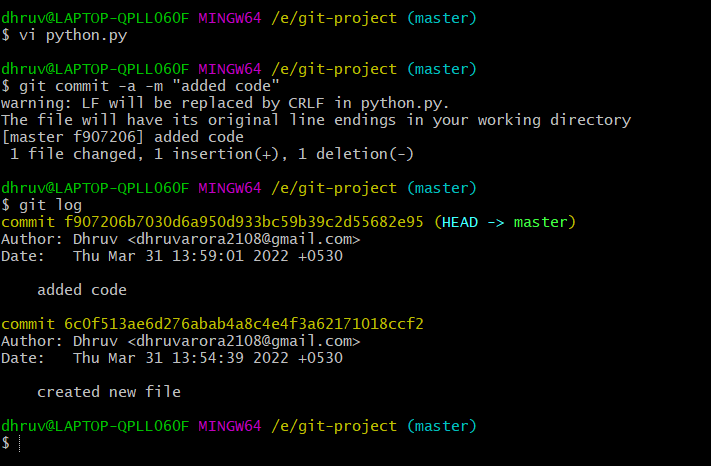 dhruv@LAPTOP-QPLLO60F MINGW64 /e/git-project (master)
$ vi python.py
dhruv@LAPTOP-QPLLO60F MINGW64 /e/git-project (master)
$ git commit -a -m "added code"
warning: LF will be replaced by CRLF in python.py.
The file will have its original line endings in your working directory
[master f907206] added code
 1 file changed, 1 insertion(+), 1 deletion(-)
dhruv@LAPTOP-QPLLO60F MINGW64 /e/git-project (master)
$ git log
commit f907206b7030d6a950d933bc59b39c2d55682e95 (HEAD -> master)
Author: Dhruv <dhruvarora2108@gmail.com>
Date:   Thu Mar 31 13:59:01 2022 +0530
    added code
commit 6c0f513ae6d276abab4a8c4e4f3a62171018ccf2
Author: Dhruv <dhruvarora2108@gmail.com>
Date:   Thu Mar 31 13:54:39 2022 +0530
    created new file
dhruv@LAPTOP-QPLLO60F MINGW64 /e/git-project (master)
$